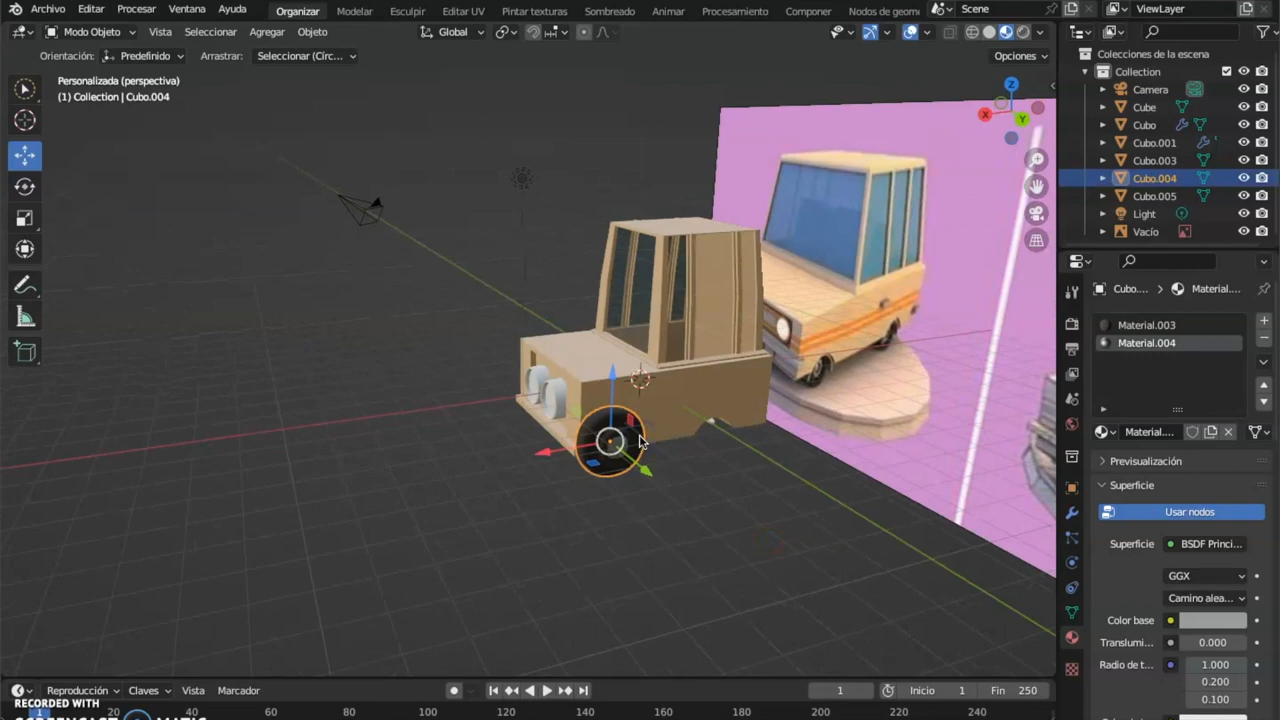 Archivo Editar Procesar Ventana Ayuda Organizar Modelar Esculpir Editar UV Pintar texturas Sombreado Animar Procesamiento Componer Nodos de geome Scene ViewLayer
Modo Objeto Vista Seleccionar Agregar Objeto Global
Orientación: Predefinido Arrastrar: Seleccionar (Círc... Opciones
Personalizada (perspectiva)
(1) Collection | Cubo.004
Z
X
Y
Colecciones de la escena
Collection
Camera
Cube
Cubo
Cubo.001
Cubo.003
Cubo.004
Cubo.005
Light
Vacío
Cubo.... Material....
Material.003
Material.004
Material....
Previsualización
Superficie
Usar nodos
Superficie BSDF Princi...
GGX
Camino alea...
Color base
Translumi... 0.000
Radio de t... 1.000
0.200
0.100
Reproducción Claves Vista Marcador 1 Inicio 1 Fin 250
RECORDED WITH
1 20 40 60 80 100 120 140 160 180 200 220 240